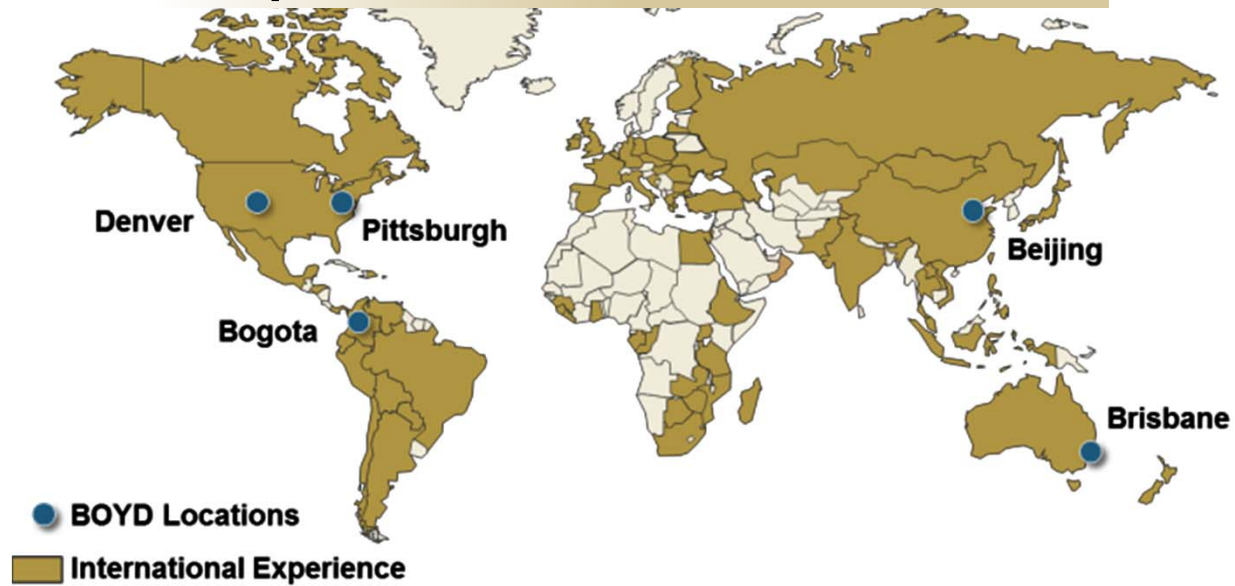 Denver
Pittsburgh
Beijing
Bogota
Brisbane
BOYD Locations
International Experience